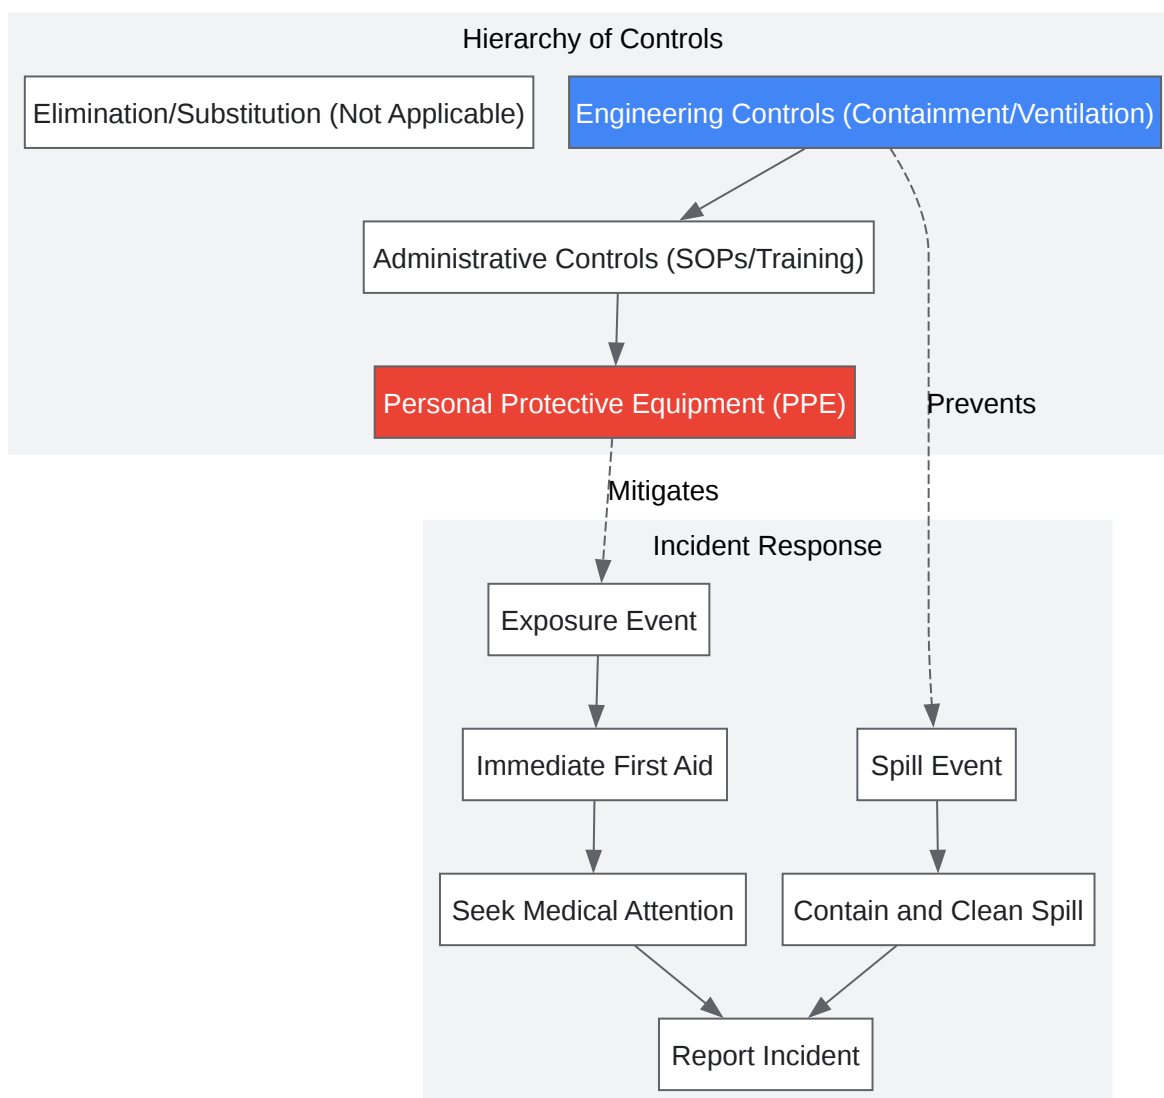 Hierarchy of Controls
Elimination/Substitution (Not Applicable)
Engineering Controls (Containment/Ventilation)
Administrative Controls (SOPs/Training)
Personal Protective Equipment (PPE)
Prevents
Mitigates
Incident Response
Exposure Event
Immediate First Aid
Spill Event
Seek Medical Attention
Contain and Clean Spill
Report Incident